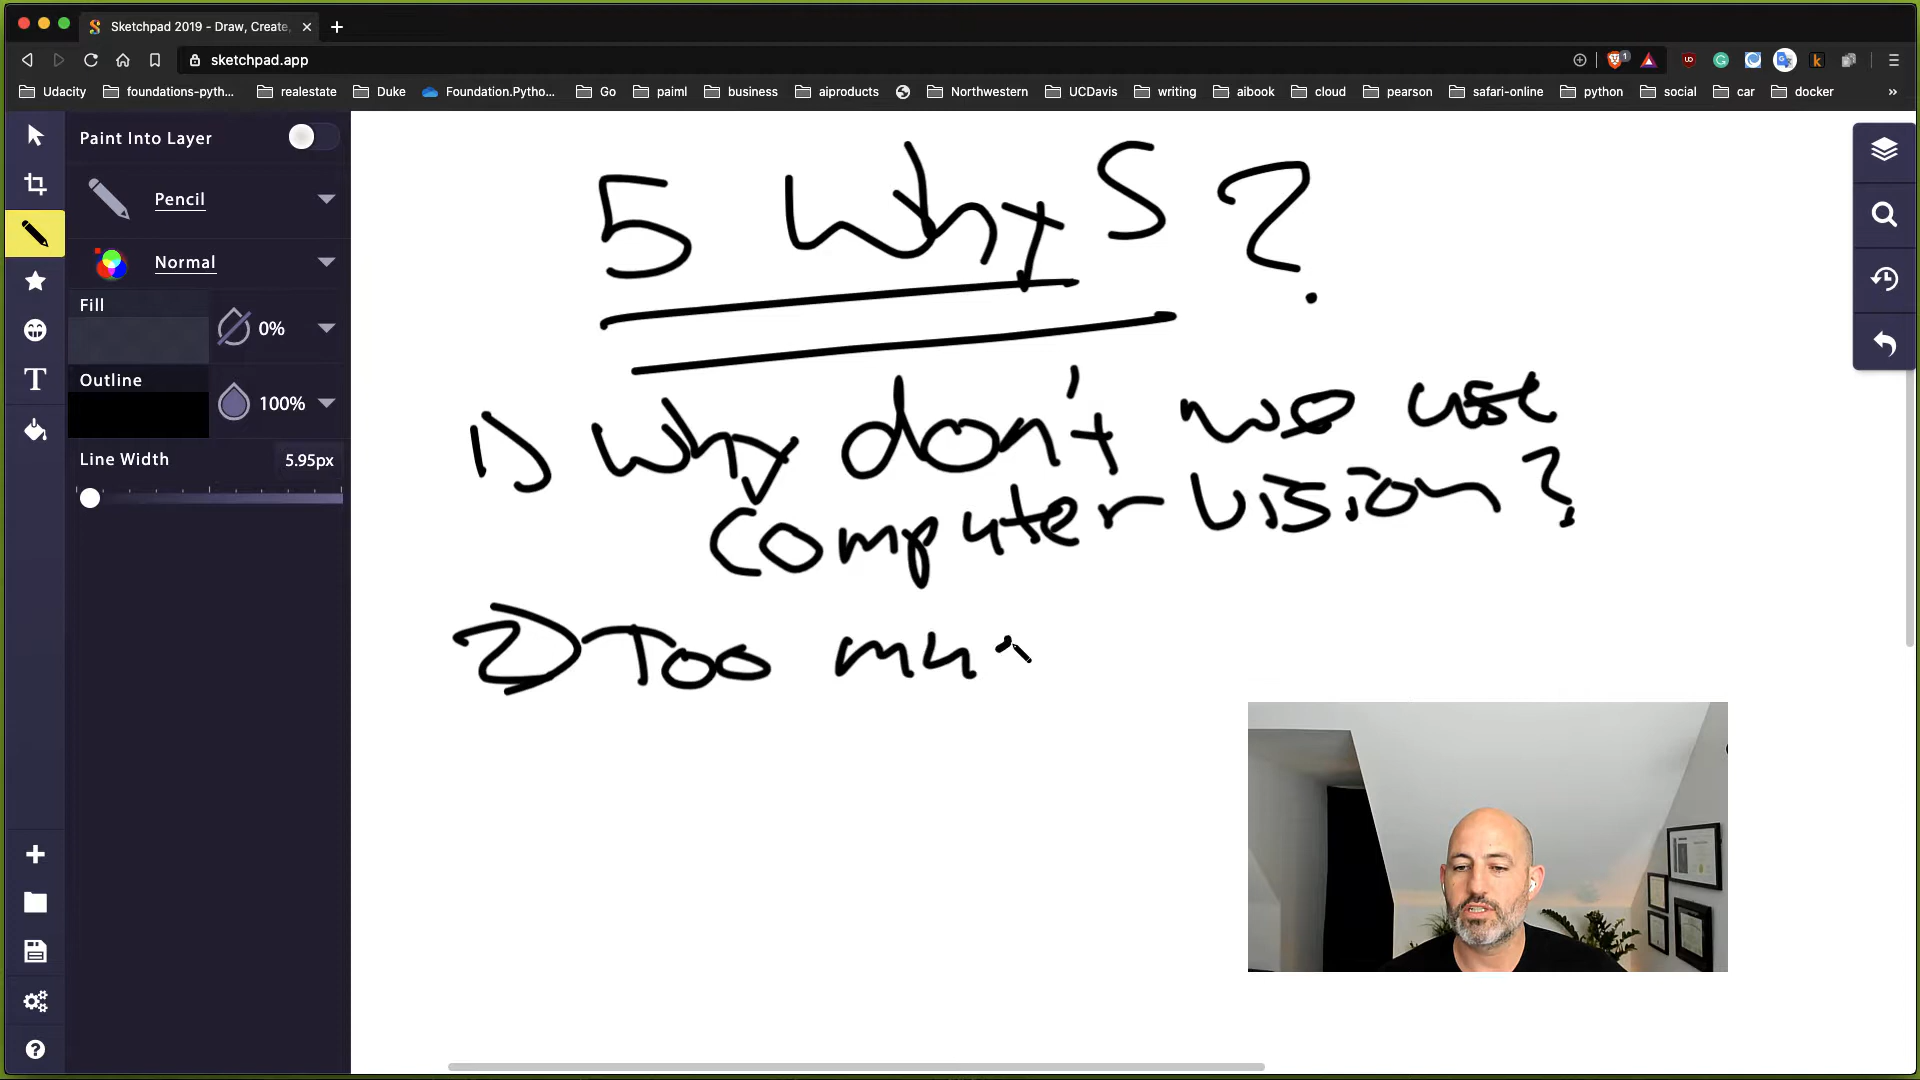 Sketchpad 2019 - Draw, Create,
sketchpad.app
1
Udacity foundations-pyth... realestate Duke Foundation.Pytho... Go paiml business aiproducts Northwestern UCDavis writing aibook cloud pearson safari-online python social car docker »
Paint Into Layer
Pencil
Normal
Fill
0%
Outline
100%
Line Width 5.95px
5 Whys?
1) Why don't we use
computer vision?
2) Too mu